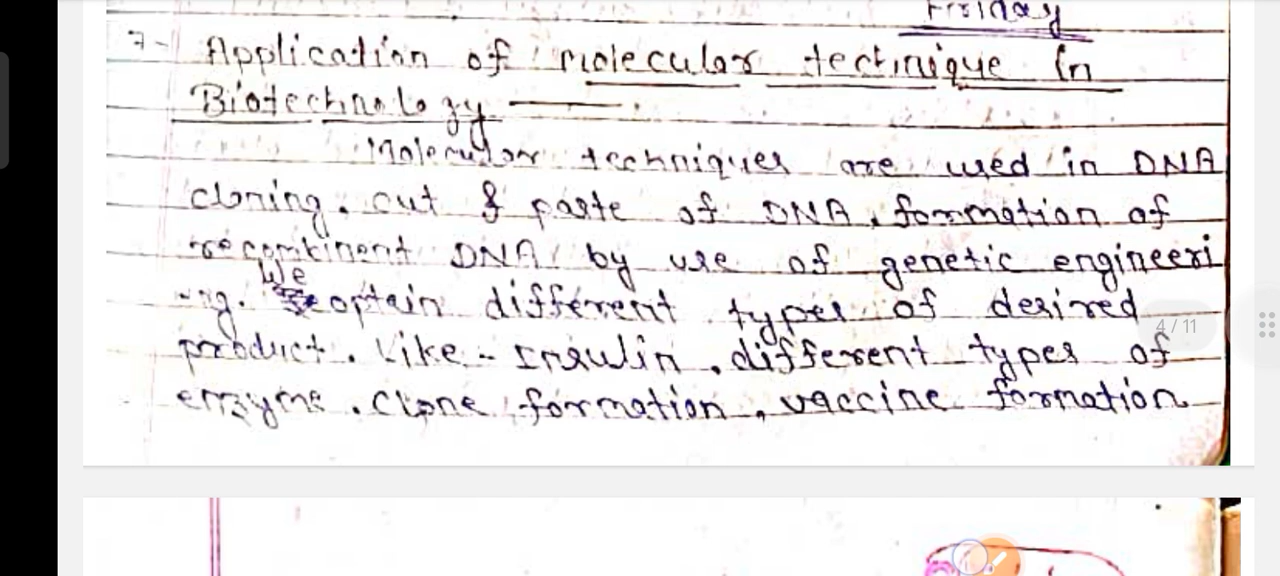 Friday
7- Application of molecular technique in
Biotechnology ——.
Molecular techniques are used in DNA
cloning. cut & paste of DNA, formation of
recombinent DNA by use of genetic engineeri
-ng. We optain different types of desired
product. Like - Insulin, different types of
enzyme. Clone formation, vaccine formation
4 / 11